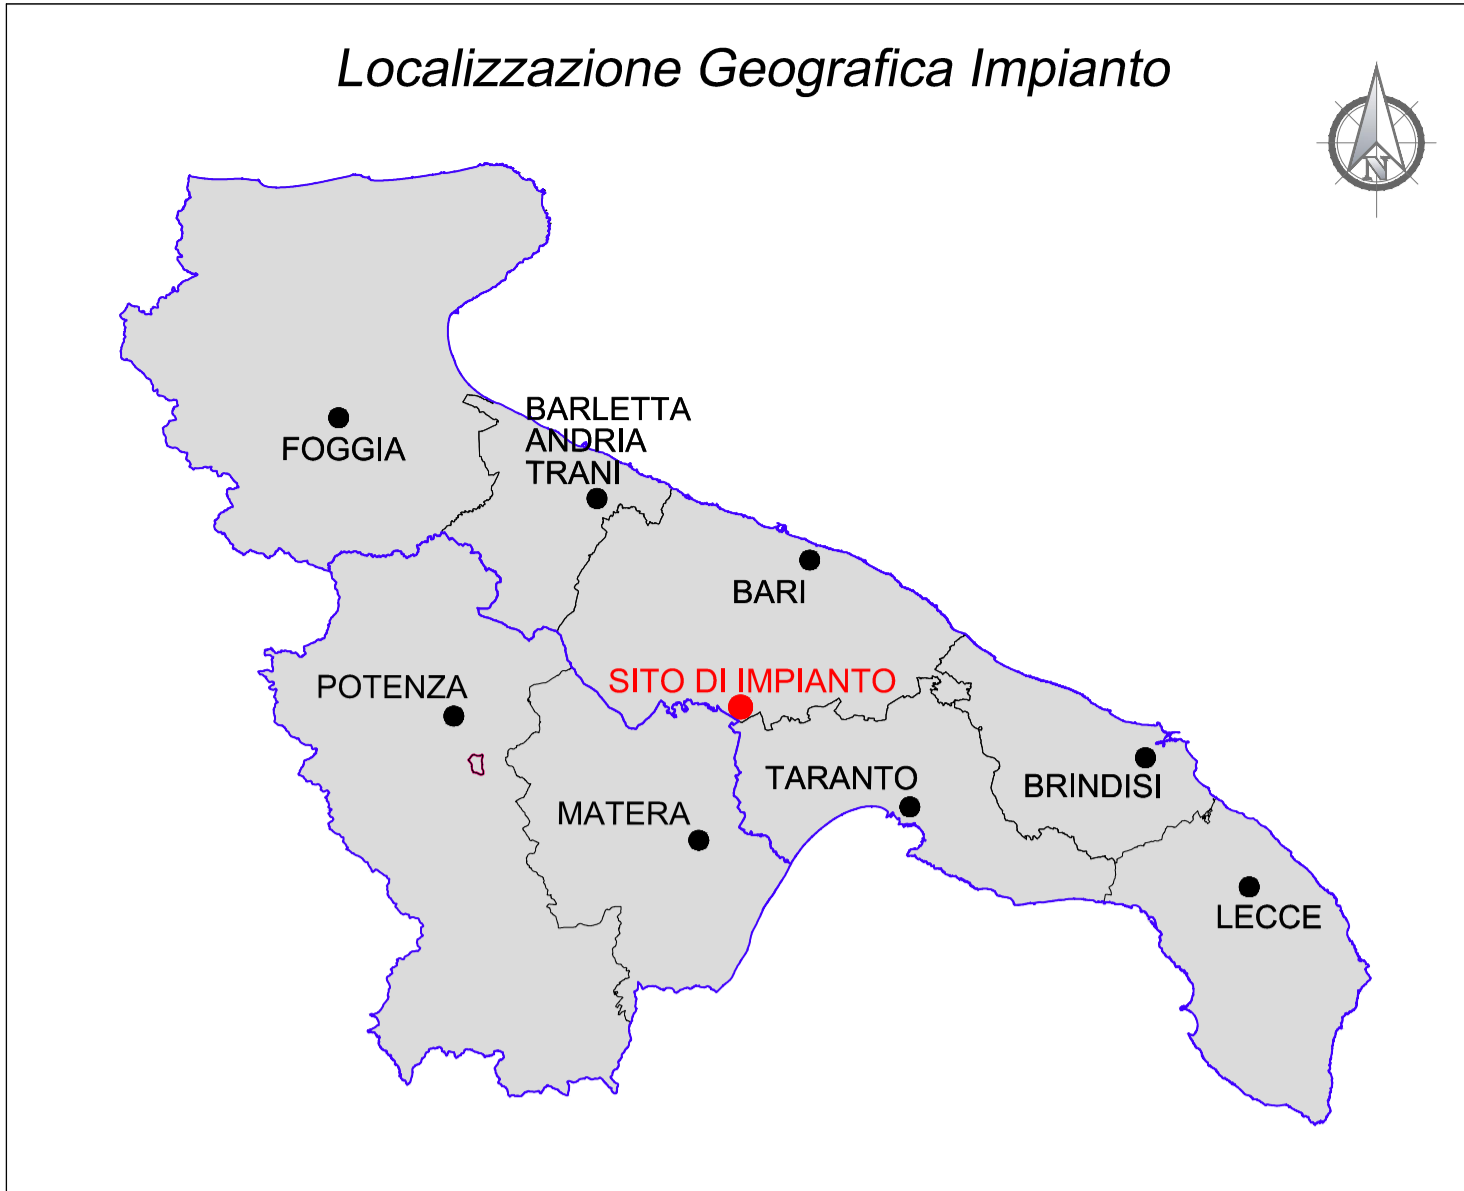 Localizzazione Geografica Impianto
N
BARLETTA
ANDRIA
TRANI
FOGGIA
BARI
SITO DI IMPIANTO
POTENZA
TARANTO
BRINDISI
MATERA
LECCE